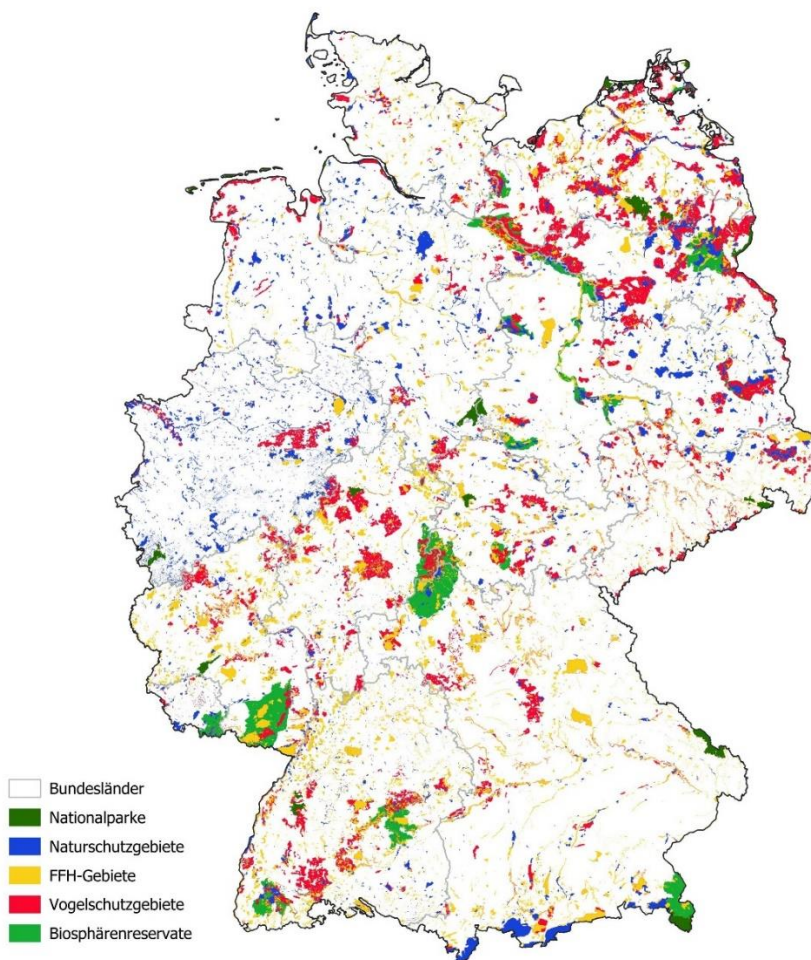 Bundesländer
Nationalparke
Naturschutzgebiete
FFH-Gebiete
Vogelschutzgebiete
Biosphärenreservate